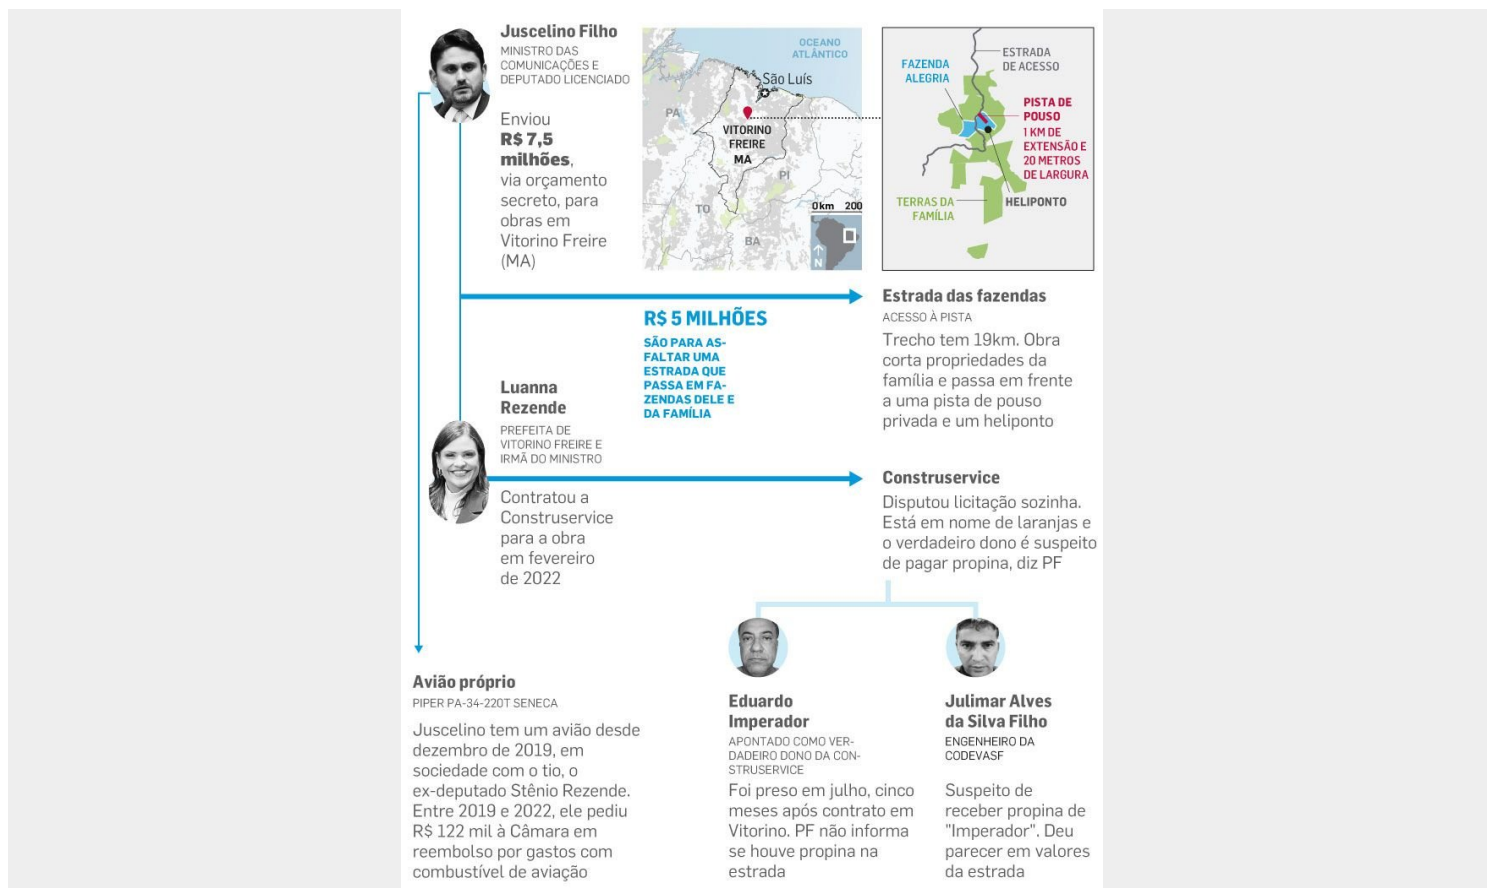 Juscelino Filho
MINISTRO DAS
COMUNICAÇÕES E
DEPUTADO LICENCIADO
Enviou
R$ 7,5
milhões,
via orçamento
secreto, para
obras em
Vitorino Freire
(MA)
OCEANO
ATLÂNTICO
São Luís
PA
VITORINO
FREIRE
MA
PI
TO
BA
0km 200
N
ESTRADA
DE ACESSO
FAZENDA
ALEGRIA
PISTA DE
POUSO
1 KM DE
EXTENSÃO E
20 METROS
DE LARGURA
TERRAS DA
FAMÍLIA
HELIPONTO
R$ 5 MILHÕES
SÃO PARA AS-
FALTAR UMA
ESTRADA QUE
PASSA EM FA-
ZENDAS DELE E
DA FAMÍLIA
Estrada das fazendas
ACESSO À PISTA
Trecho tem 19km. Obra
corta propriedades da
família e passa em frente
a uma pista de pouso
privada e um heliponto
Luanna
Rezende
PREFEITA DE
VITORINO FREIRE E
IRMÃ DO MINISTRO
Contratou a
Construservice
para a obra
em fevereiro
de 2022
Construservice
Disputou licitação sozinha.
Está em nome de laranjas e
o verdadeiro dono é suspeito
de pagar propina, diz PF
Avião próprio
PIPER PA-34-220T SENECA
Juscelino tem um avião desde
dezembro de 2019, em
sociedade com o tio, o
ex-deputado Stênio Rezende.
Entre 2019 e 2022, ele pediu
R$ 122 mil à Câmara em
reembolso por gastos com
combustível de aviação
Eduardo
Imperador
APONTADO COMO VER-
DADEIRO DONO DA CON-
STRUSERVICE
Foi preso em julho, cinco
meses após contrato em
Vitorino. PF não informa
se houve propina na
estrada
Julimar Alves
da Silva Filho
ENGENHEIRO DA
CODEVASF
Suspeito de
receber propina de
"Imperador". Deu
parecer em valores
da estrada